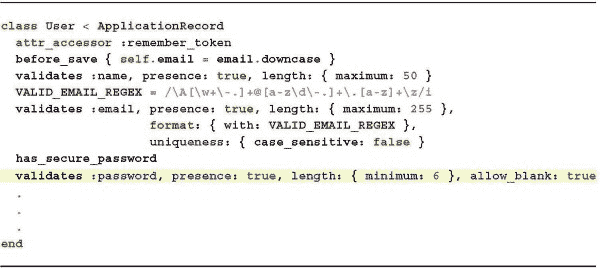 class User < ApplicationRecord
  attr_accessor :remember_token
  before_save { self.email = email.downcase }
  validates :name, presence: true, length: { maximum: 50 }
  VALID_EMAIL_REGEX = /\A[\w+\-.]+@[a-z\d\-.]+\.[a-z]+\z/i
  validates :email, presence: true, length: { maximum: 255 },
                    format: { with: VALID_EMAIL_REGEX },
                    uniqueness: { case_sensitive: false }
  has_secure_password
  validates :password, presence: true, length: { minimum: 6 }, allow_blank: true
  .
  .
  .
end